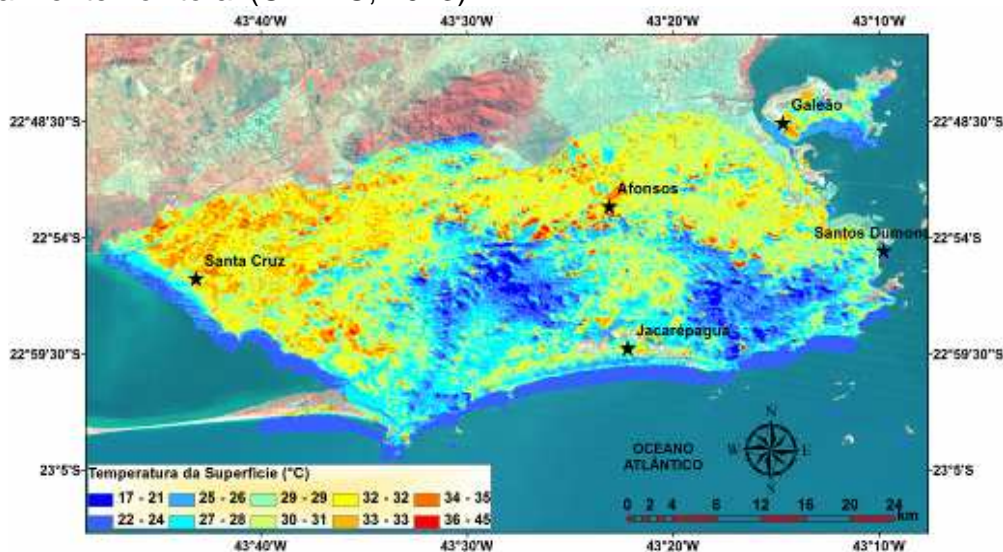 43°40'W 43°30'W 43°20'W 43°10'W
Galeão
22°48'30"S 22°48'30"S
Afonsos
Santos Dumont
22°54'S 22°54'S
Santa Cruz
Jacarépagua
22°59'30"S 22°59'30"S
N
W E
S
OCEANO
ATLÂNTICO
23°5'S 23°5'S
Temperatura da Superfície (°C)
17 - 21 25 - 26 29 - 29 32 - 32 34 - 35
22 - 24 27 - 28 30 - 31 33 - 33 36 - 45
0 2 4 8 12 16 20 24
km
43°40'W 43°30'W 43°20'W 43°10'W